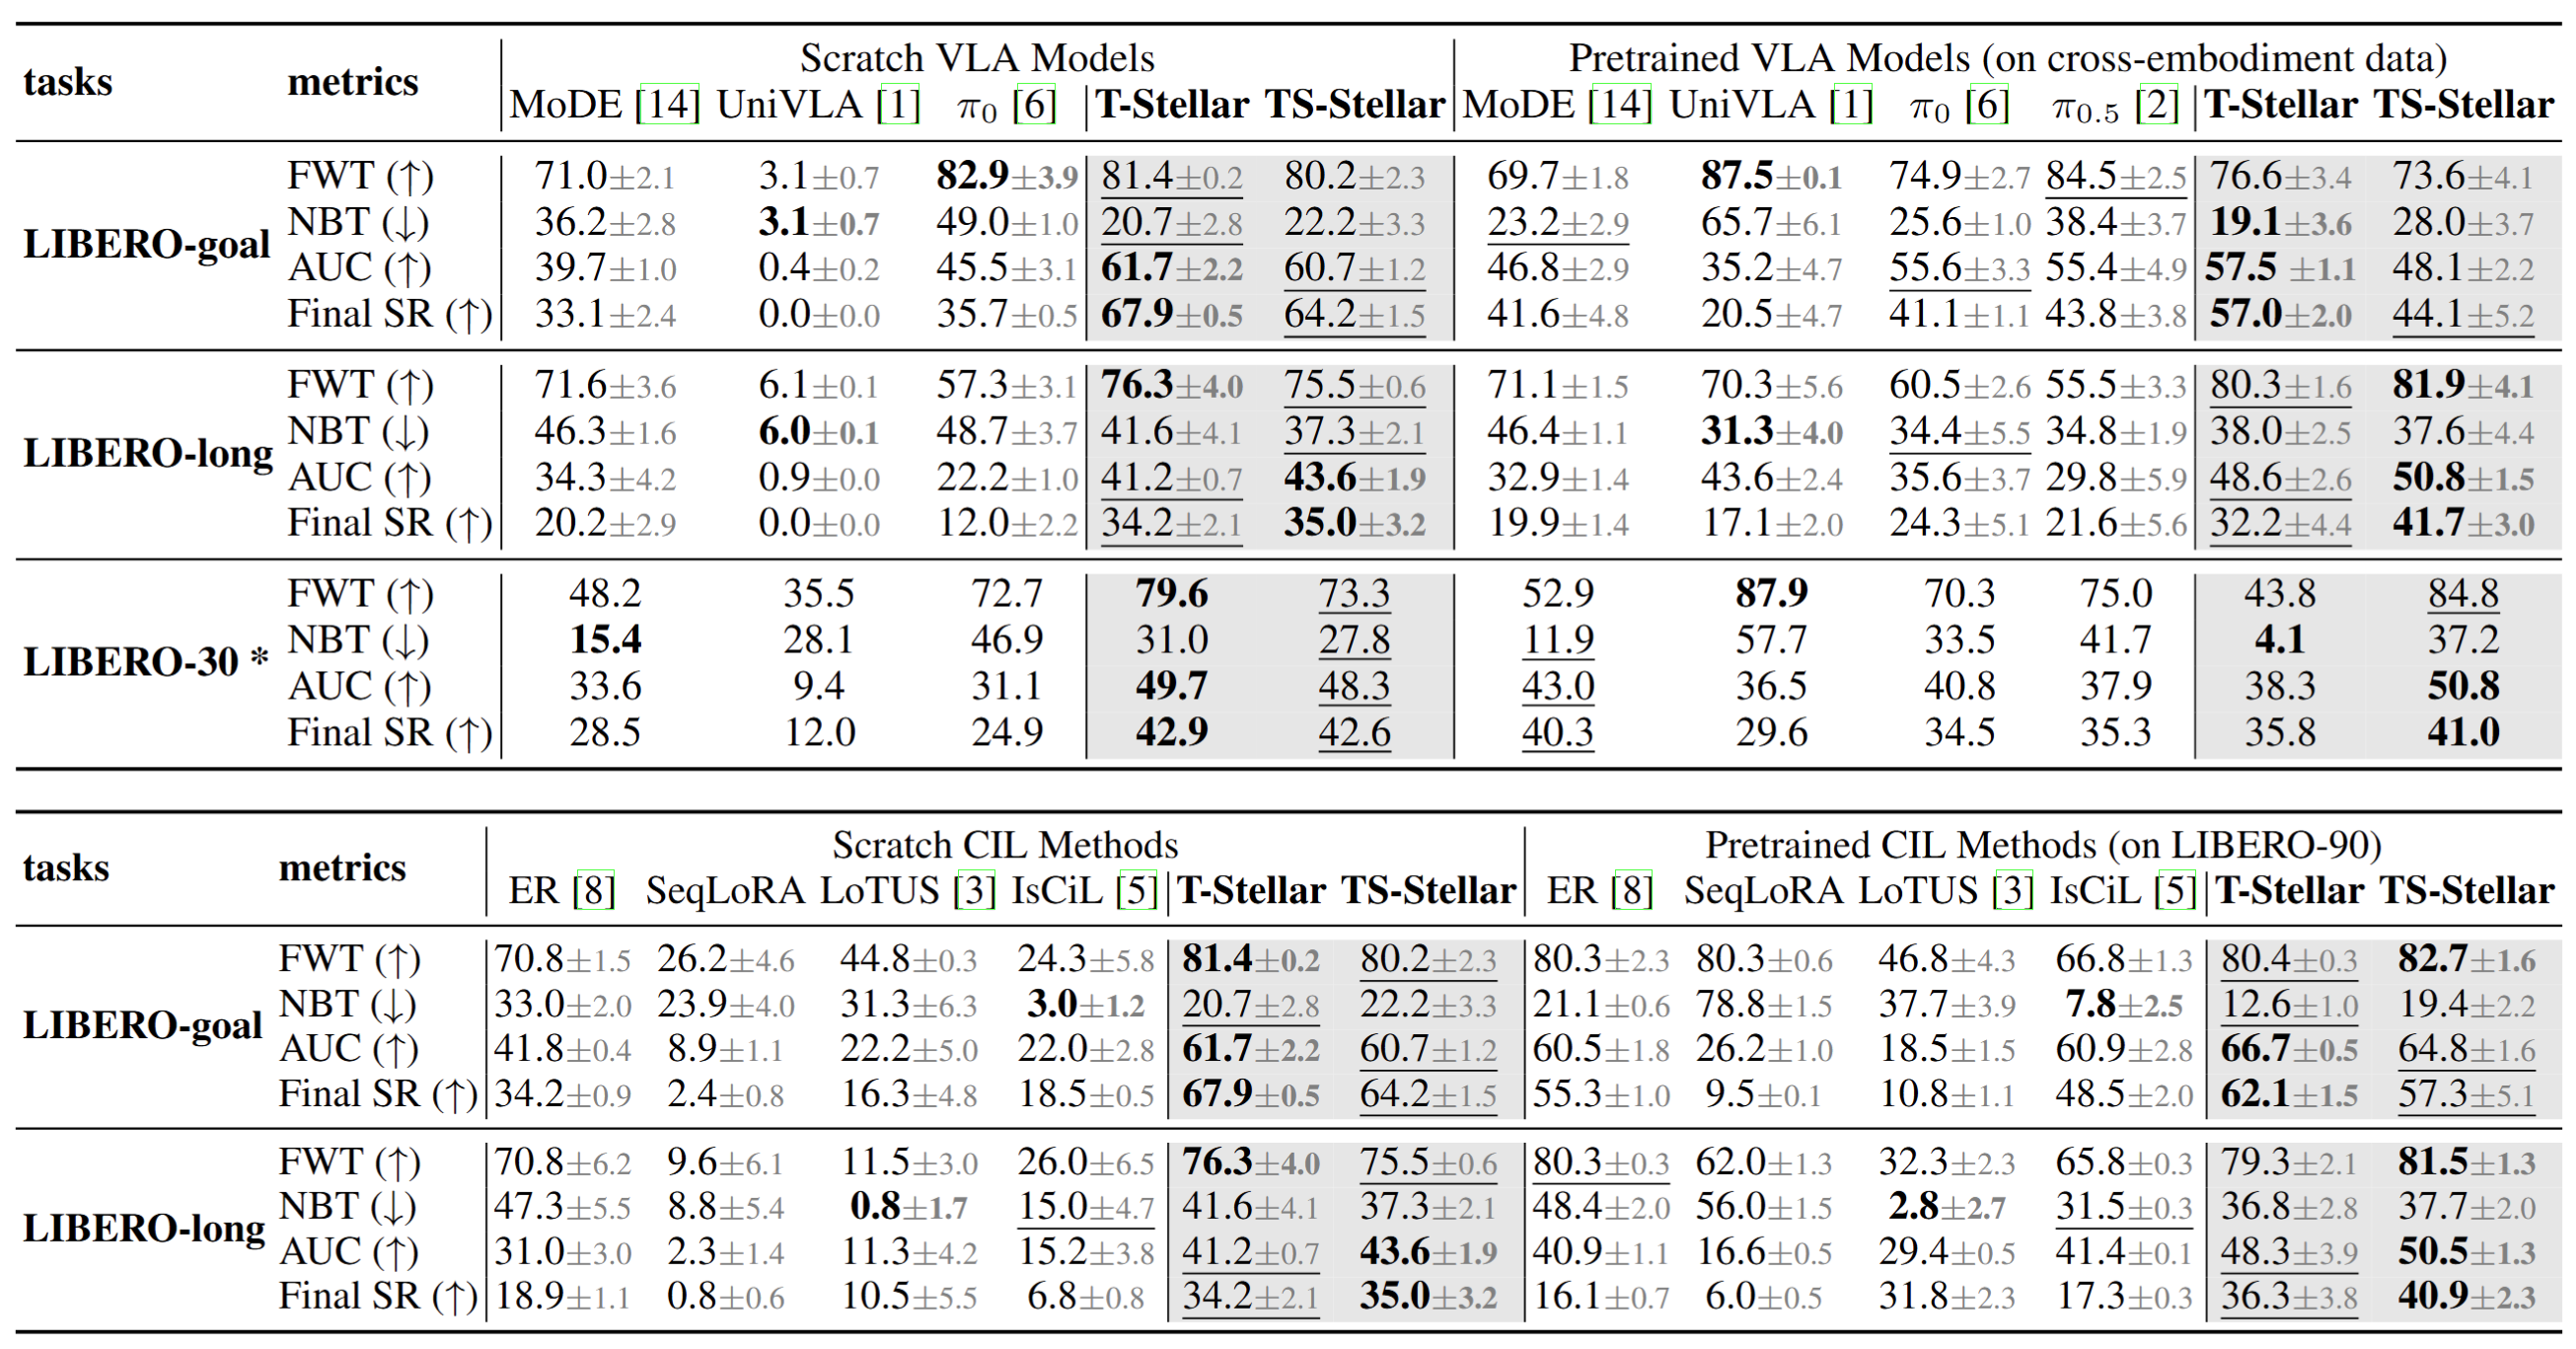 Scratch VLA Models Pretrained VLA Models (on cross-embodiment data)
tasks metrics MoDE [14] UniVLA [1] π0 [6] T-Stellar TS-Stellar MoDE [14] UniVLA [1] π0 [6] π0.5 [2] T-Stellar TS-Stellar
FWT (↑) 71.0±2.1 3.1±0.7 82.9±3.9 81.4±0.2 80.2±2.3 69.7±1.8 87.5±0.1 74.9±2.7 84.5±2.5 76.6±3.4 73.6±4.1
LIBERO-goal NBT (↓) 36.2±2.8 3.1±0.7 49.0±1.0 20.7±2.8 22.2±3.3 23.2±2.9 65.7±6.1 25.6±1.0 38.4±3.7 19.1±3.6 28.0±3.7
AUC (↑) 39.7±1.0 0.4±0.2 45.5±3.1 61.7±2.2 60.7±1.2 46.8±2.9 35.2±4.7 55.6±3.3 55.4±4.9 57.5 ±1.1 48.1±2.2
Final SR (↑) 33.1±2.4 0.0±0.0 35.7±0.5 67.9±0.5 64.2±1.5 41.6±4.8 20.5±4.7 41.1±1.1 43.8±3.8 57.0±2.0 44.1±5.2
FWT (↑) 71.6±3.6 6.1±0.1 57.3±3.1 76.3±4.0 75.5±0.6 71.1±1.5 70.3±5.6 60.5±2.6 55.5±3.3 80.3±1.6 81.9±4.1
LIBERO-long NBT (↓) 46.3±1.6 6.0±0.1 48.7±3.7 41.6±4.1 37.3±2.1 46.4±1.1 31.3±4.0 34.4±5.5 34.8±1.9 38.0±2.5 37.6±4.4
AUC (↑) 34.3±4.2 0.9±0.0 22.2±1.0 41.2±0.7 43.6±1.9 32.9±1.4 43.6±2.4 35.6±3.7 29.8±5.9 48.6±2.6 50.8±1.5
Final SR (↑) 20.2±2.9 0.0±0.0 12.0±2.2 34.2±2.1 35.0±3.2 19.9±1.4 17.1±2.0 24.3±5.1 21.6±5.6 32.2±4.4 41.7±3.0
FWT (↑) 48.2 35.5 72.7 79.6 73.3 52.9 87.9 70.3 75.0 43.8 84.8
LIBERO-30 * NBT (↓) 15.4 28.1 46.9 31.0 27.8 11.9 57.7 33.5 41.7 4.1 37.2
AUC (↑) 33.6 9.4 31.1 49.7 48.3 43.0 36.5 40.8 37.9 38.3 50.8
Final SR (↑) 28.5 12.0 24.9 42.9 42.6 40.3 29.6 34.5 35.3 35.8 41.0
Scratch CIL Methods Pretrained CIL Methods (on LIBERO-90)
tasks metrics ER [8] SeqLoRA LoTUS [3] IsCiL [5] T-Stellar TS-Stellar ER [8] SeqLoRA LoTUS [3] IsCiL [5] T-Stellar TS-Stellar
FWT (↑) 70.8±1.5 26.2±4.6 44.8±0.3 24.3±5.8 81.4±0.2 80.2±2.3 80.3±2.3 80.3±0.6 46.8±4.3 66.8±1.3 80.4±0.3 82.7±1.6
LIBERO-goal NBT (↓) 33.0±2.0 23.9±4.0 31.3±6.3 3.0±1.2 20.7±2.8 22.2±3.3 21.1±0.6 78.8±1.5 37.7±3.9 7.8±2.5 12.6±1.0 19.4±2.2
AUC (↑) 41.8±0.4 8.9±1.1 22.2±5.0 22.0±2.8 61.7±2.2 60.7±1.2 60.5±1.8 26.2±1.0 18.5±1.5 60.9±2.8 66.7±0.5 64.8±1.6
Final SR (↑) 34.2±0.9 2.4±0.8 16.3±4.8 18.5±0.5 67.9±0.5 64.2±1.5 55.3±1.0 9.5±0.1 10.8±1.1 48.5±2.0 62.1±1.5 57.3±5.1
FWT (↑) 70.8±6.2 9.6±6.1 11.5±3.0 26.0±6.5 76.3±4.0 75.5±0.6 80.3±0.3 62.0±1.3 32.3±2.3 65.8±0.3 79.3±2.1 81.5±1.3
LIBERO-long NBT (↓) 47.3±5.5 8.8±5.4 0.8±1.7 15.0±4.7 41.6±4.1 37.3±2.1 48.4±2.0 56.0±1.5 2.8±2.7 31.5±0.3 36.8±2.8 37.7±2.0
AUC (↑) 31.0±3.0 2.3±1.4 11.3±4.2 15.2±3.8 41.2±0.7 43.6±1.9 40.9±1.1 16.6±0.5 29.4±0.5 41.4±0.1 48.3±3.9 50.5±1.3
Final SR (↑) 18.9±1.1 0.8±0.6 10.5±5.5 6.8±0.8 34.2±2.1 35.0±3.2 16.1±0.7 6.0±0.5 31.8±2.3 17.3±0.3 36.3±3.8 40.9±2.3